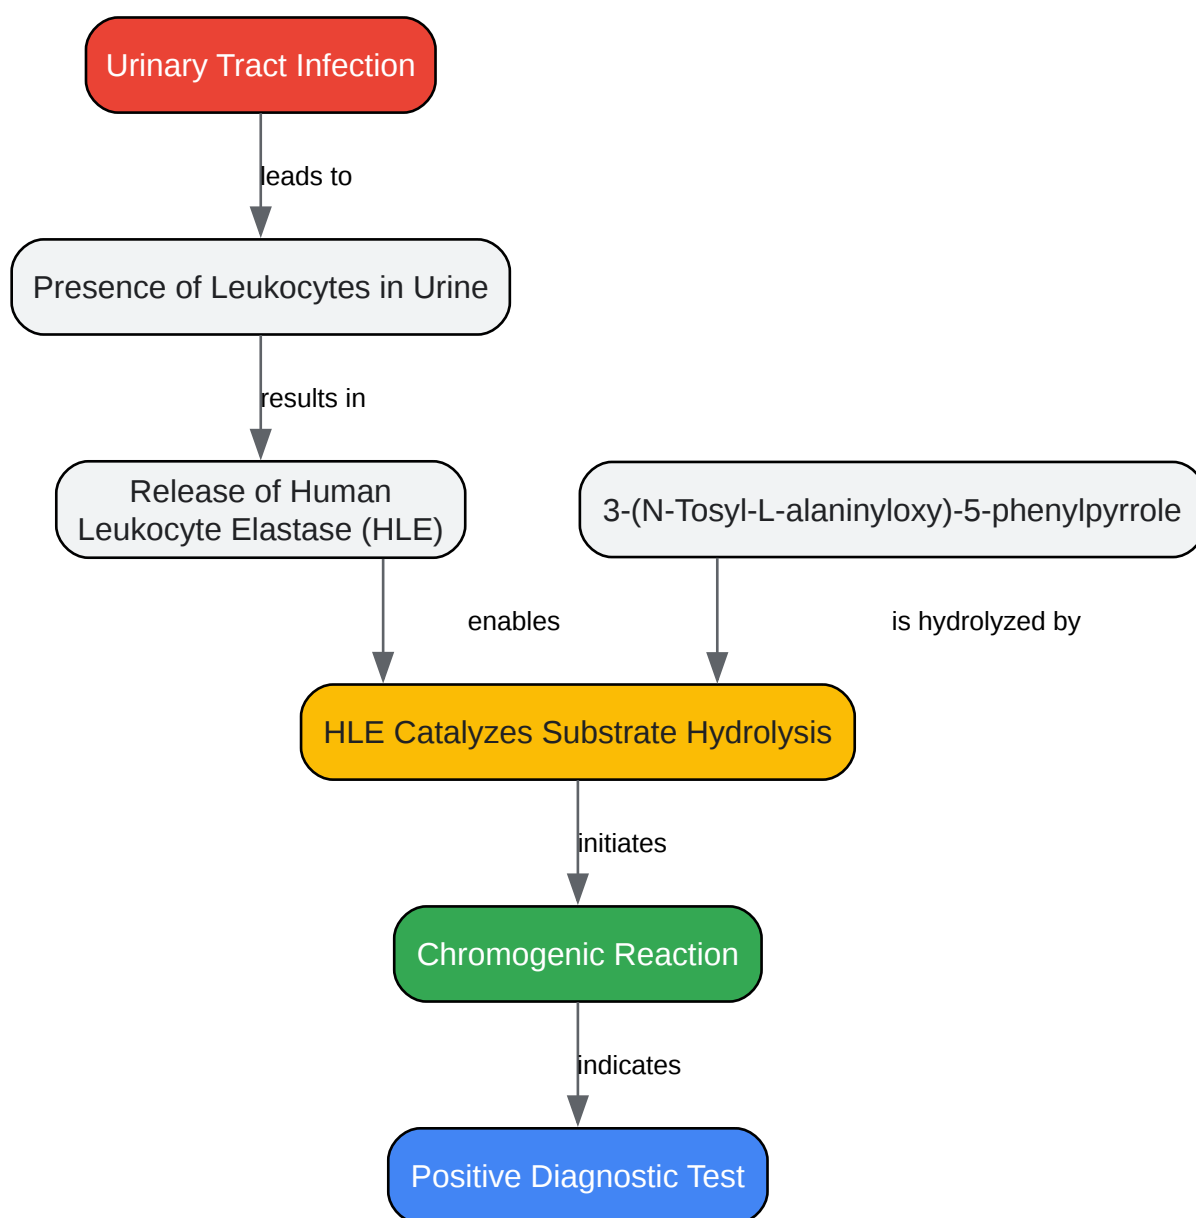 Urinary Tract Infection
leads to
Presence of Leukocytes in Urine
results in
Release of Human
Leukocyte Elastase (HLE)
3-(N-Tosyl-L-alaninyloxy)-5-phenylpyrrole
enables
is hydrolyzed by
HLE Catalyzes Substrate Hydrolysis
initiates
Chromogenic Reaction
indicates
Positive Diagnostic Test